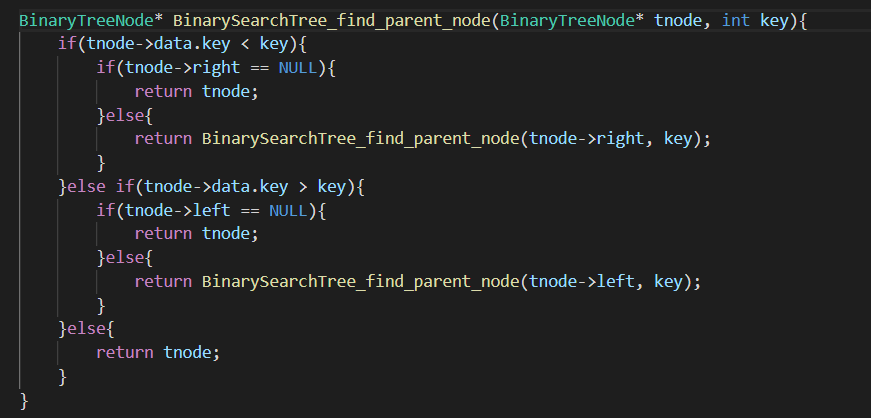 BinaryTreeNode* BinarySearchTree_find_parent_node(BinaryTreeNode* tnode, int key){
    if(tnode->data.key < key){
        if(tnode->right == NULL){
            return tnode;
        }else{
            return BinarySearchTree_find_parent_node(tnode->right, key);
        }
    }else if(tnode->data.key > key){
        if(tnode->left == NULL){
            return tnode;
        }else{
            return BinarySearchTree_find_parent_node(tnode->left, key);
        }
    }else{
        return tnode;
    }
}